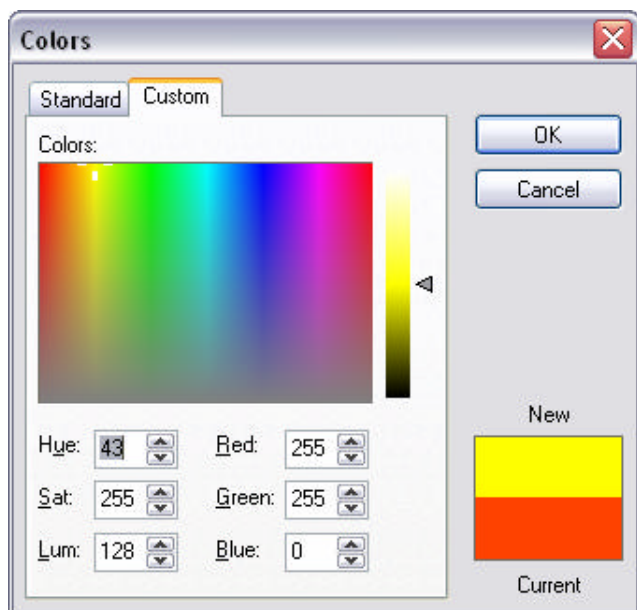 Colors
Standard Custom
OK
Colors:
Cancel
New
Hue: 43 Red: 255
Sat: 255 Green: 255
Lum: 128 Blue: 0
Current